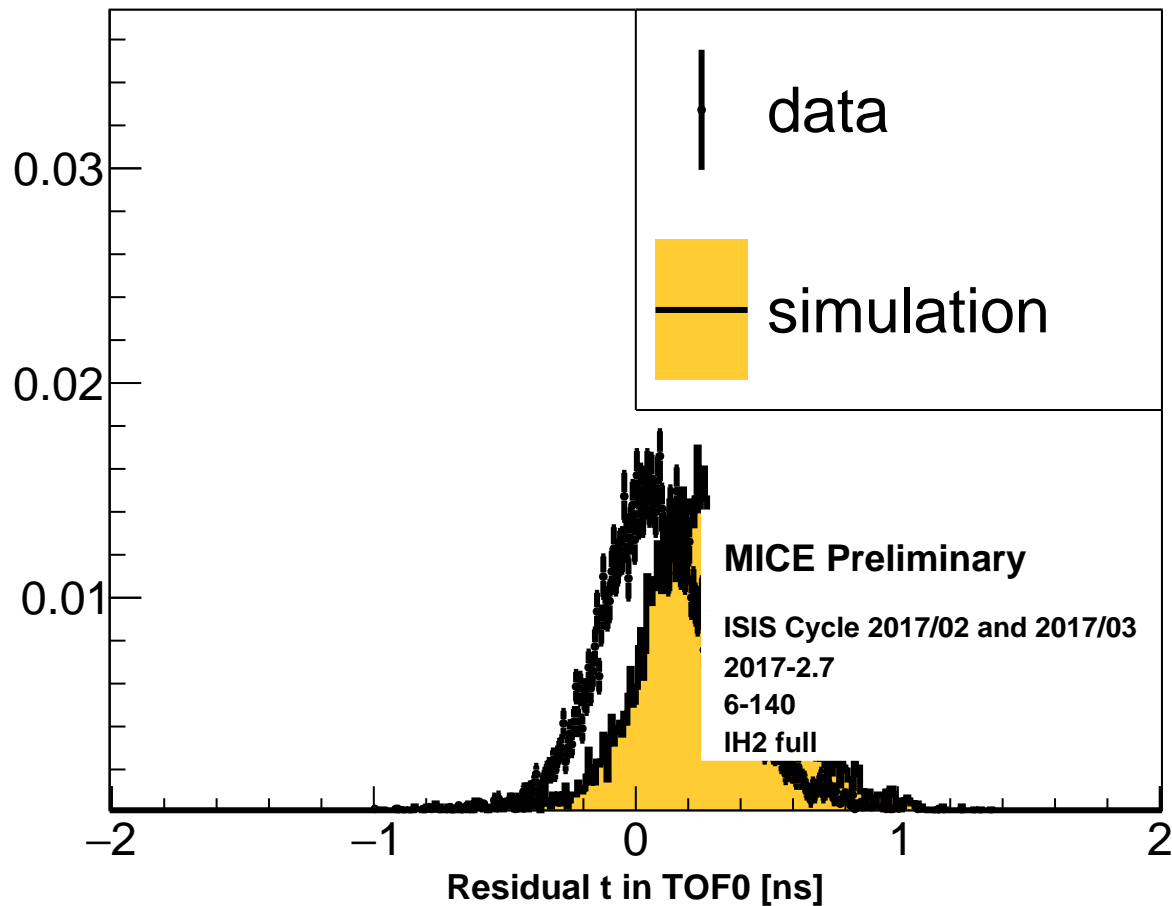 data
simulation
0.03
0.02
0.01
MICE Preliminary
ISIS Cycle 2017/02 and 2017/03
2017-2.7
6-140
lH2 full
−2
−1
0
1
2
Residual t in TOF0 [ns]